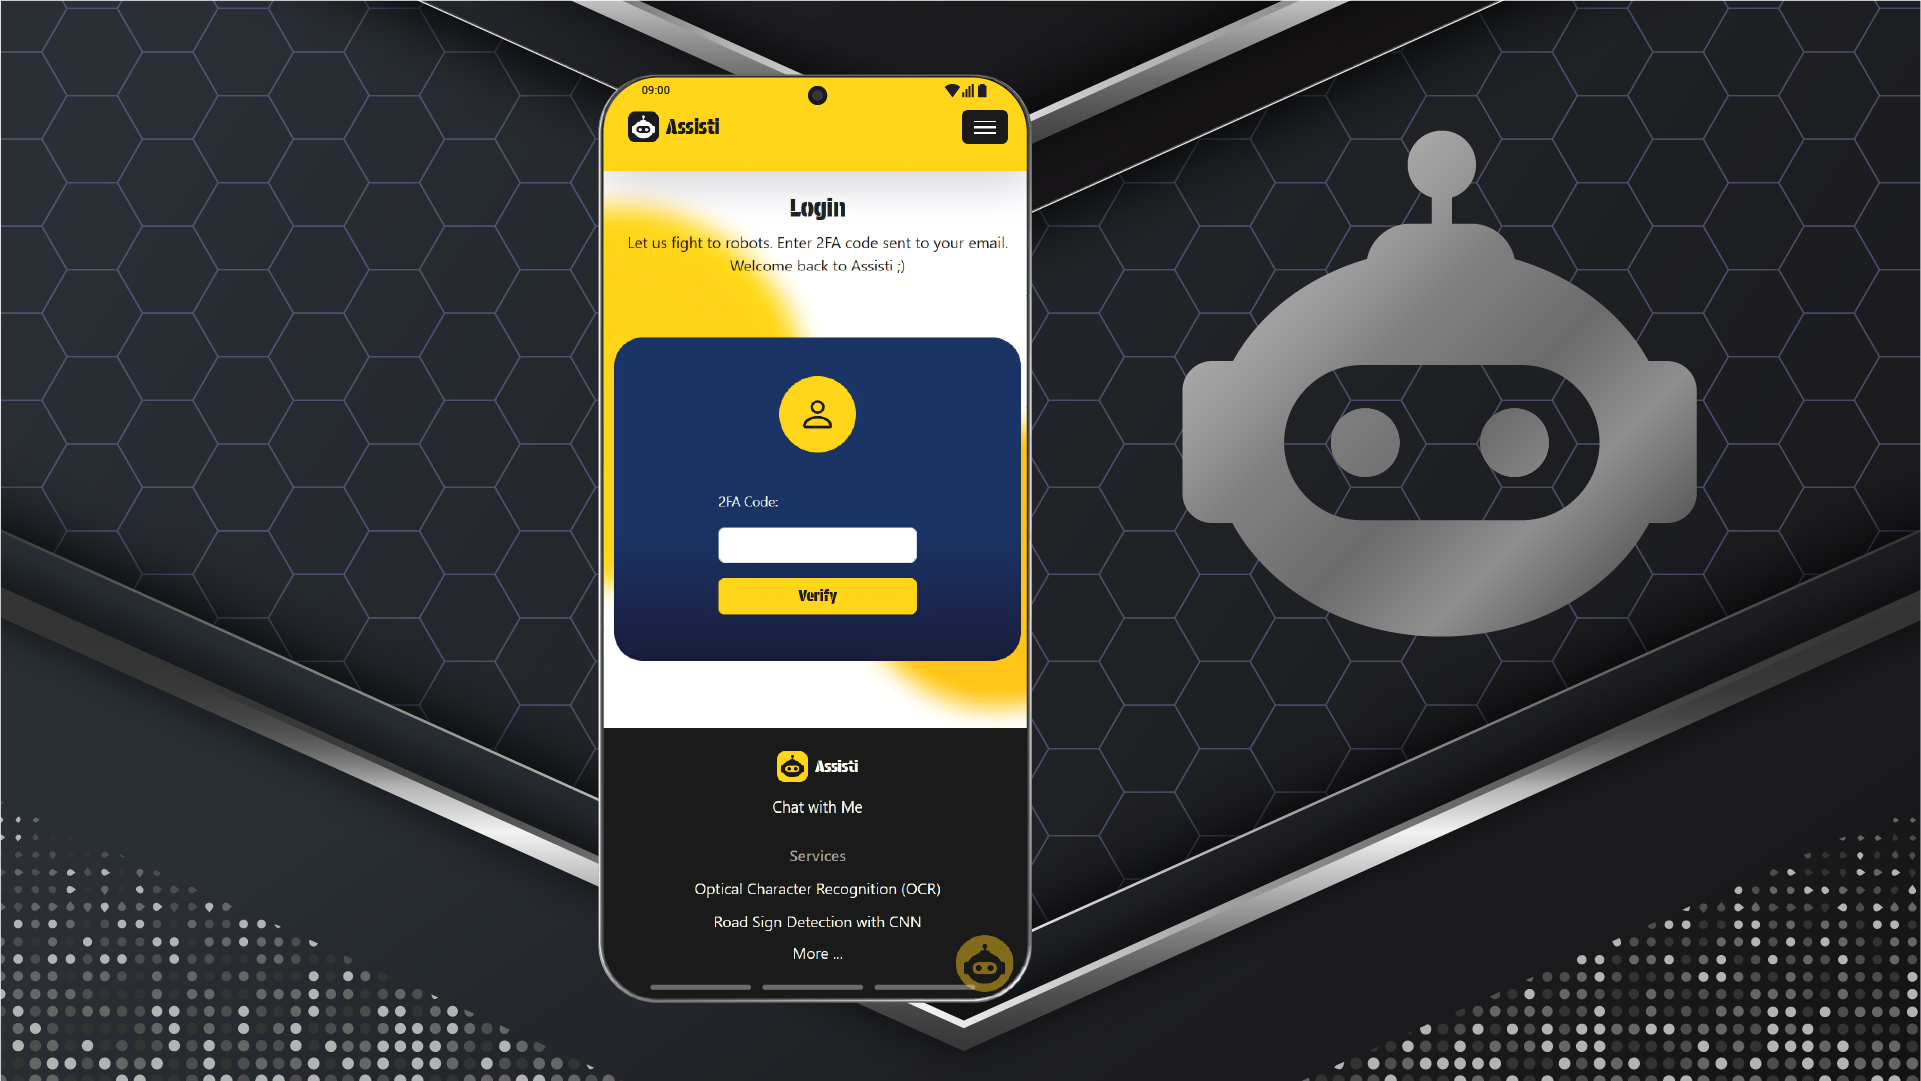 09:00
Assisti
Login
Let us fight to robots. Enter 2FA code sent to your email.
Welcome back to Assisti ;)
2FA Code:
Verify
Assisti
Chat with Me
Services
Optical Character Recognition (OCR)
Road Sign Detection with CNN
More ...